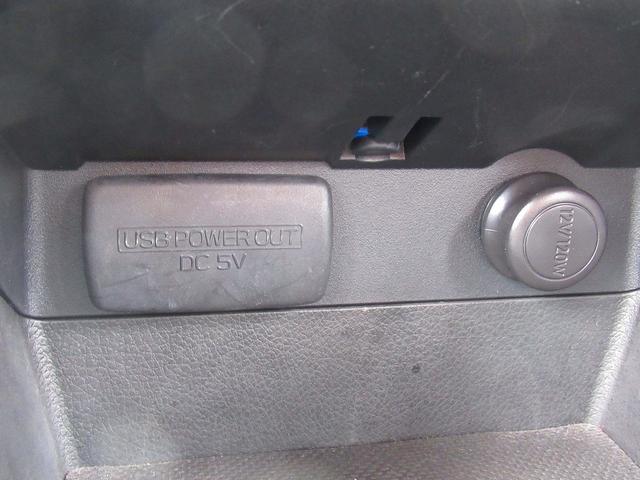 USB POWER OUT
DC 5V
12V/120W